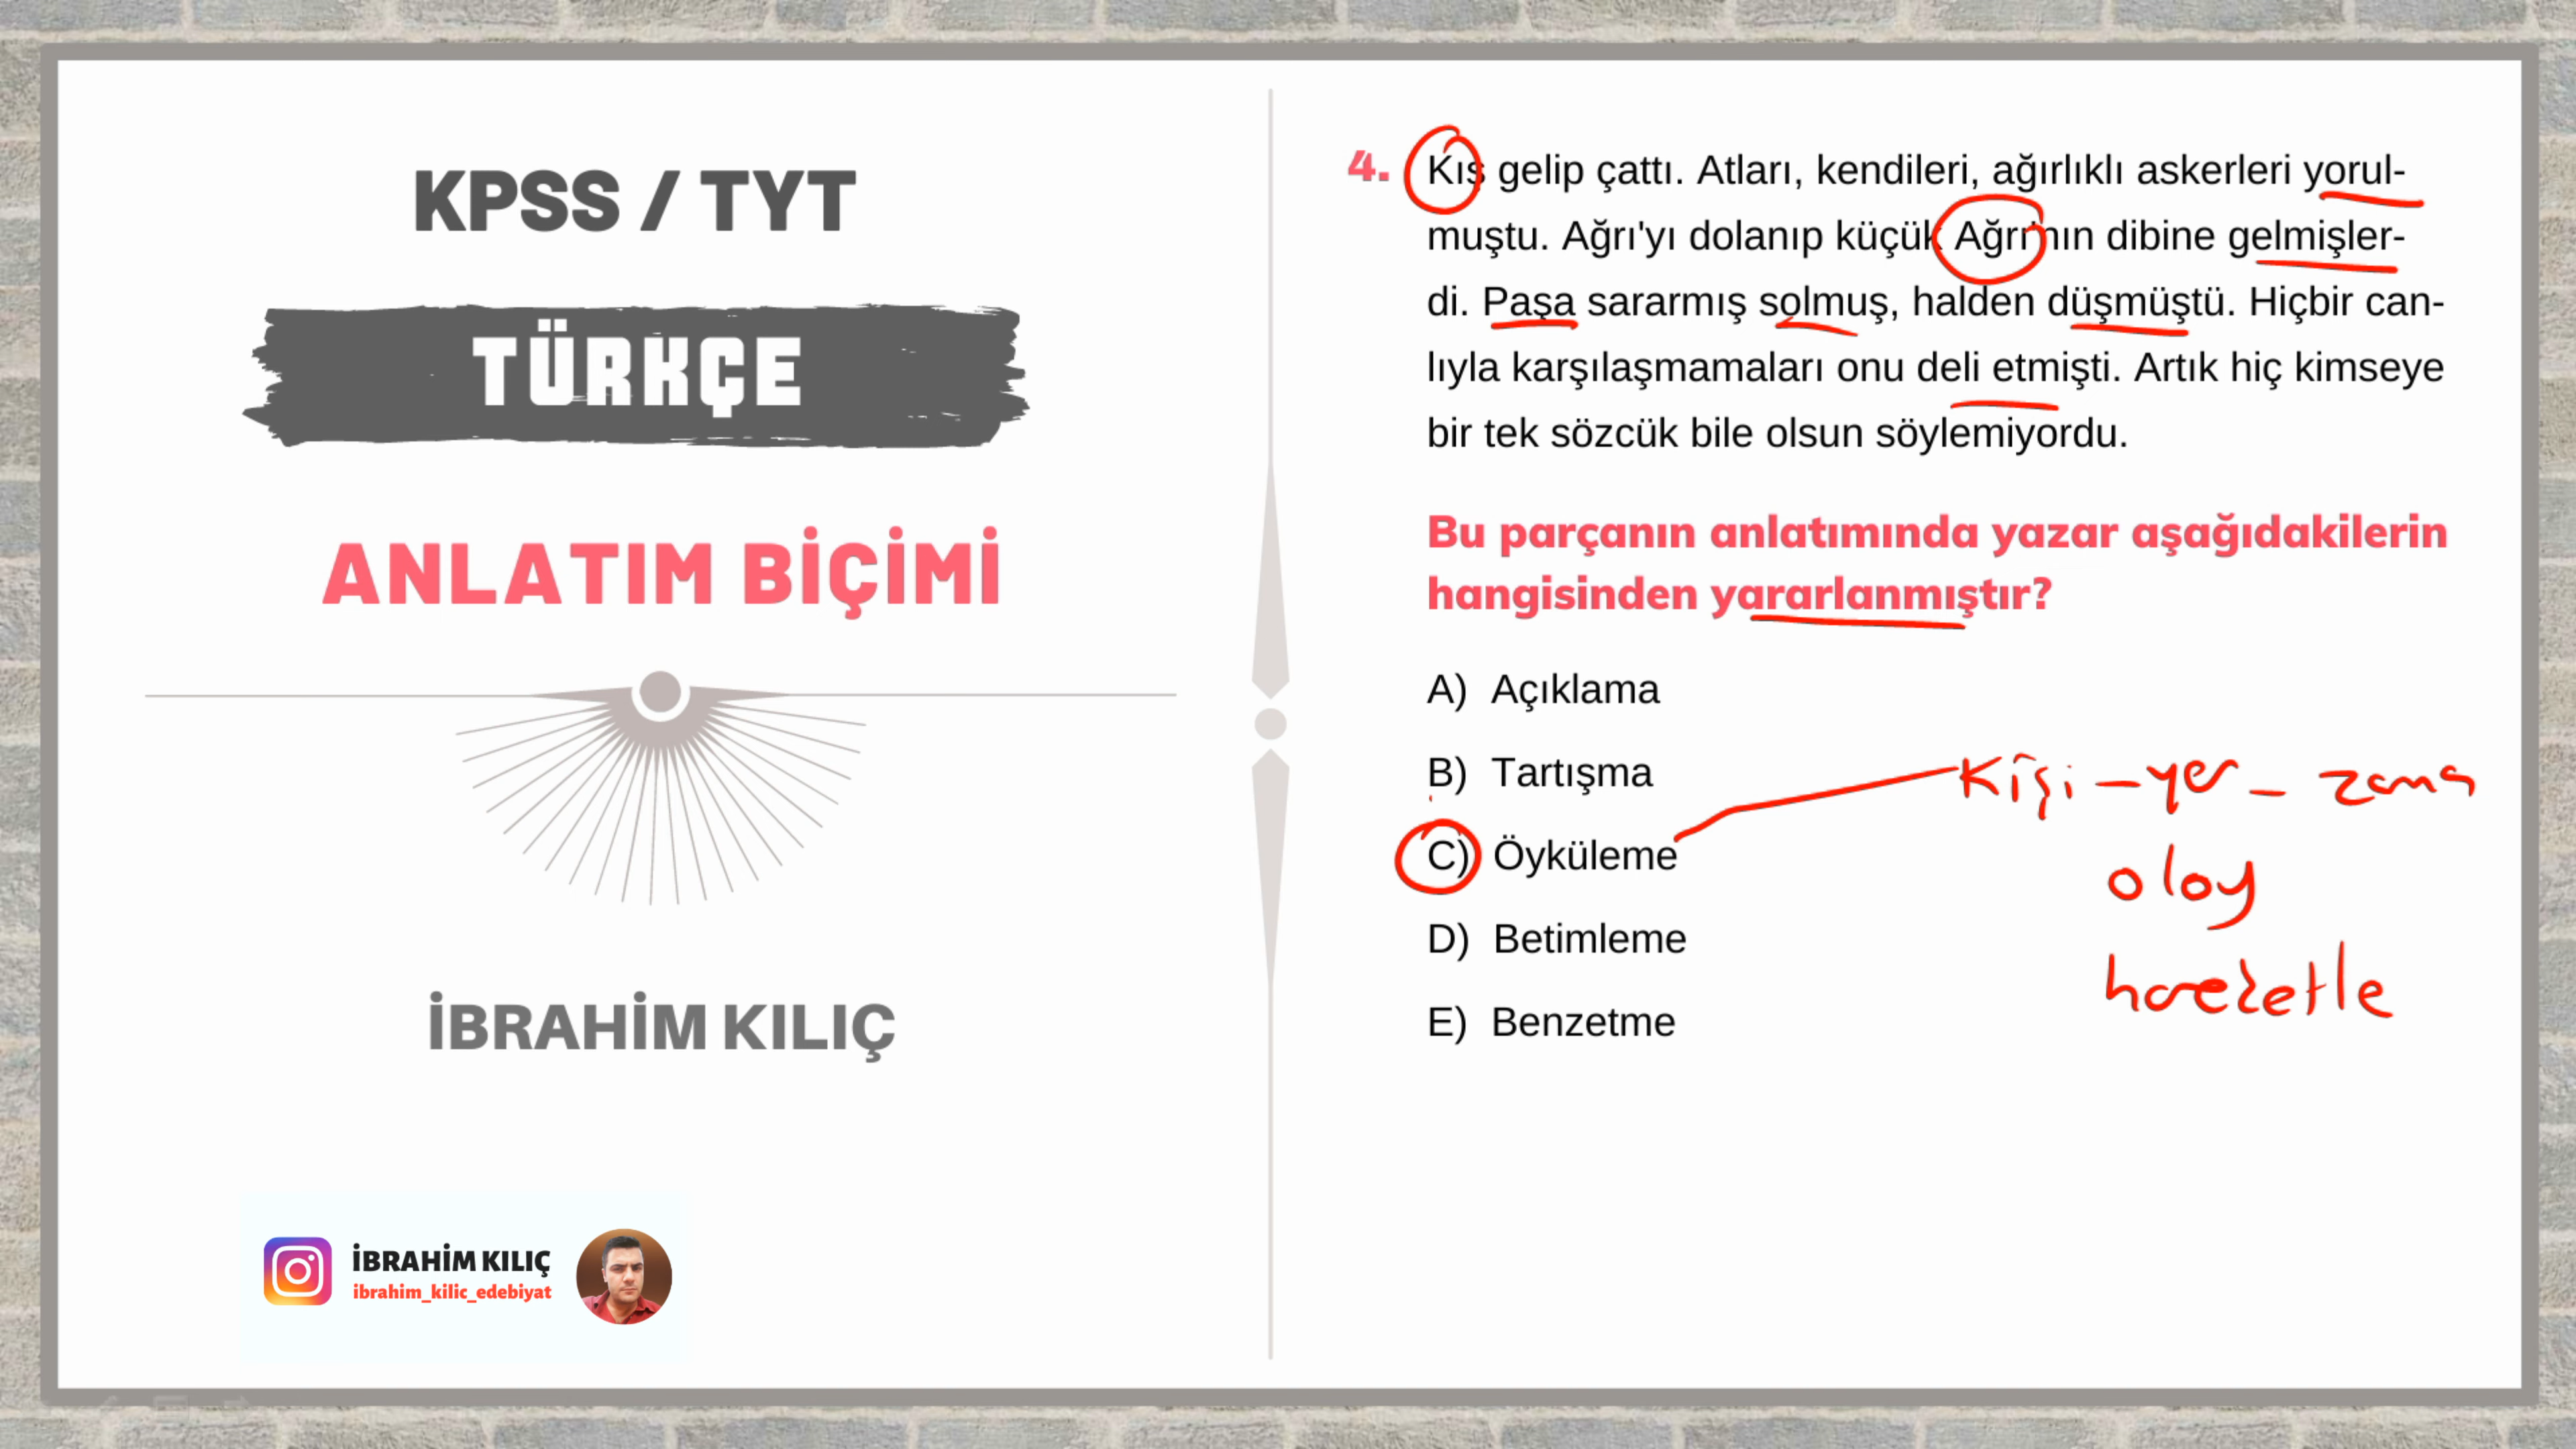 KPSS / TYT
TÜRKÇE
ANLATIM BİÇİMİ
İBRAHİM KILIÇ
İBRAHİM KILIÇ
ibrahim_kilic_edebiyat
4. Kış gelip çattı. Atları, kendileri, ağırlıklı askerleri yorul-
muştu. Ağrı'yı dolanıp küçük Ağrı'nın dibine gelmişler-
di. Paşa sararmış solmuş, halden düşmüştü. Hiçbir can-
lıyla karşılaşmamaları onu deli etmişti. Artık hiç kimseye
bir tek sözcük bile olsun söylemiyordu.
Bu parçanın anlatımında yazar aşağıdakilerin
hangisinden yararlanmıştır?
A) Açıklama
B) Tartışma
C) Öyküleme
D) Betimleme
E) Benzetme
Kişi - yer - zama
olay
hareketle